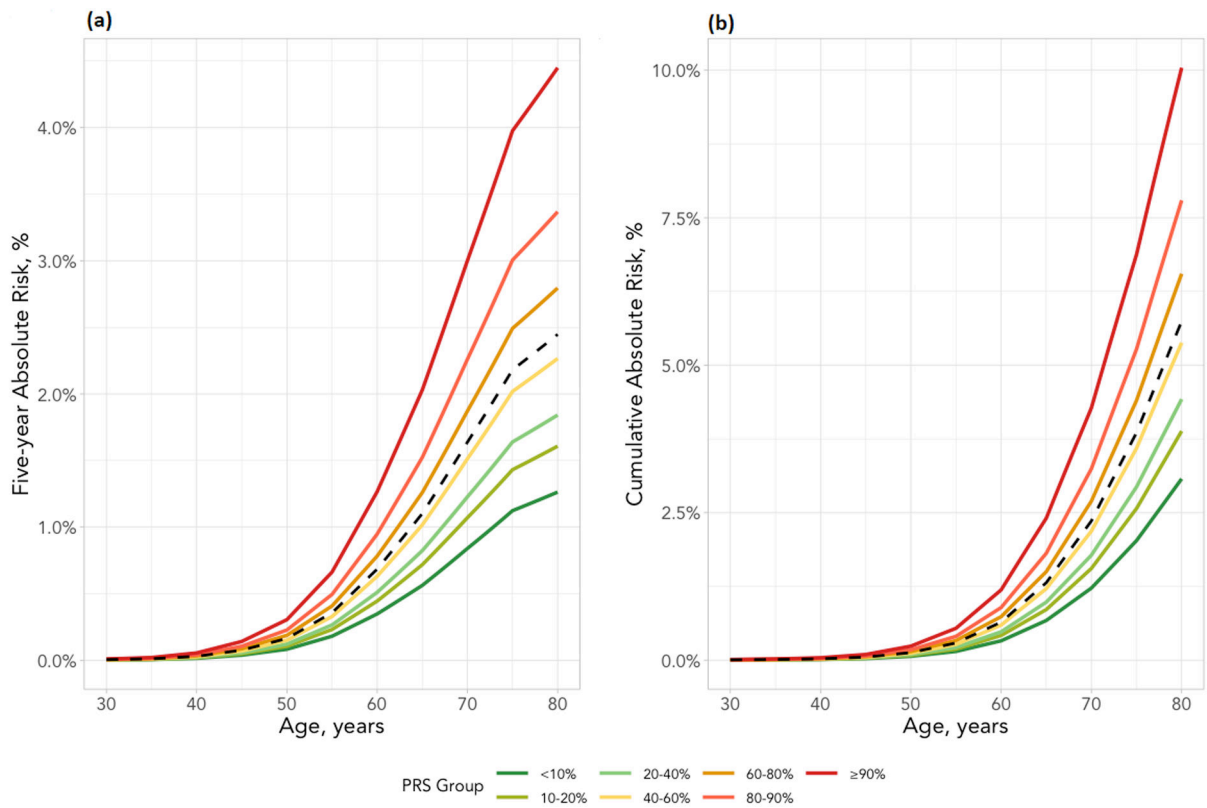 (a)
Five-year Absolute Risk, %
4.0%
3.0%
2.0%
1.0%
0.0%
30 40 50 60 70 80
Age, years
(b)
Cumulative Absolute Risk, %
10.0%
7.5%
5.0%
2.5%
0.0%
30 40 50 60 70 80
Age, years
PRS Group
<10% 20-40% 60-80% ≥90%
10-20% 40-60% 80-90%